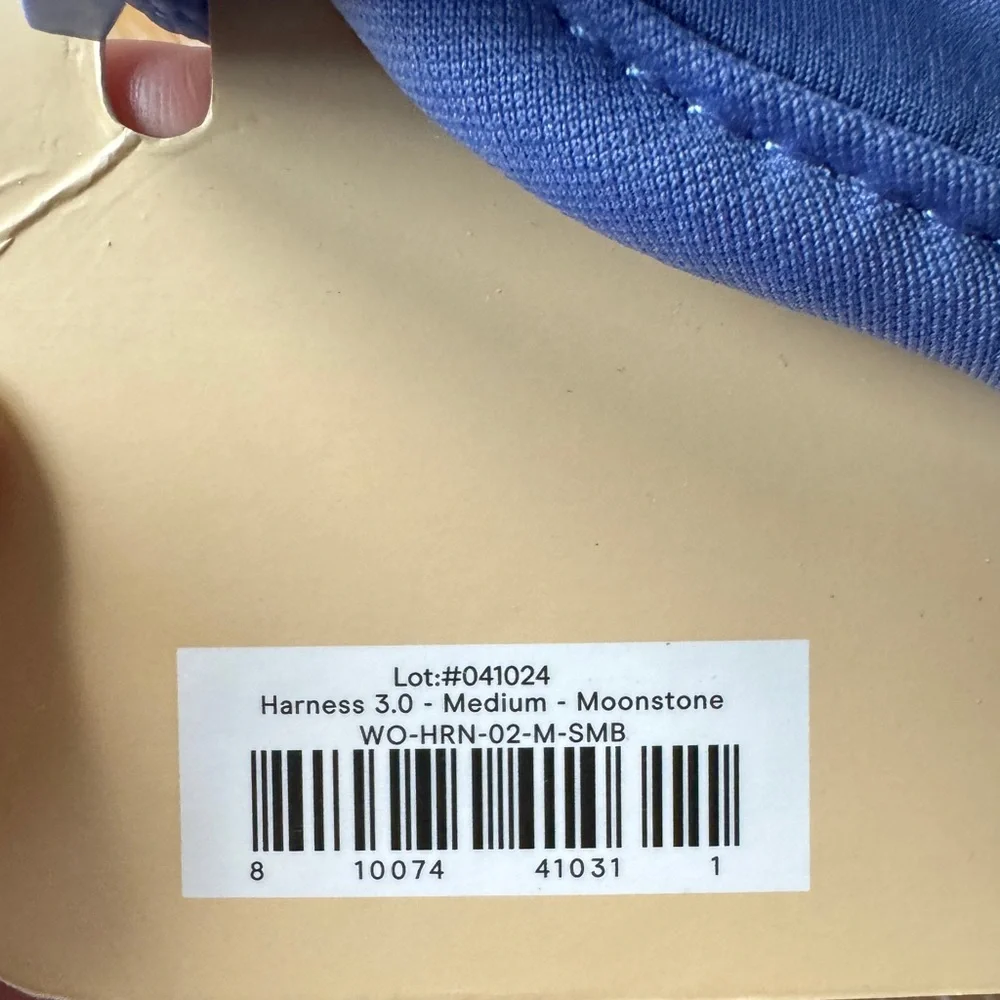 Lot:#041024
Harness 3.0 - Medium - Moonstone
WO-HRN-02-M-SMB
8 10074 41031 1